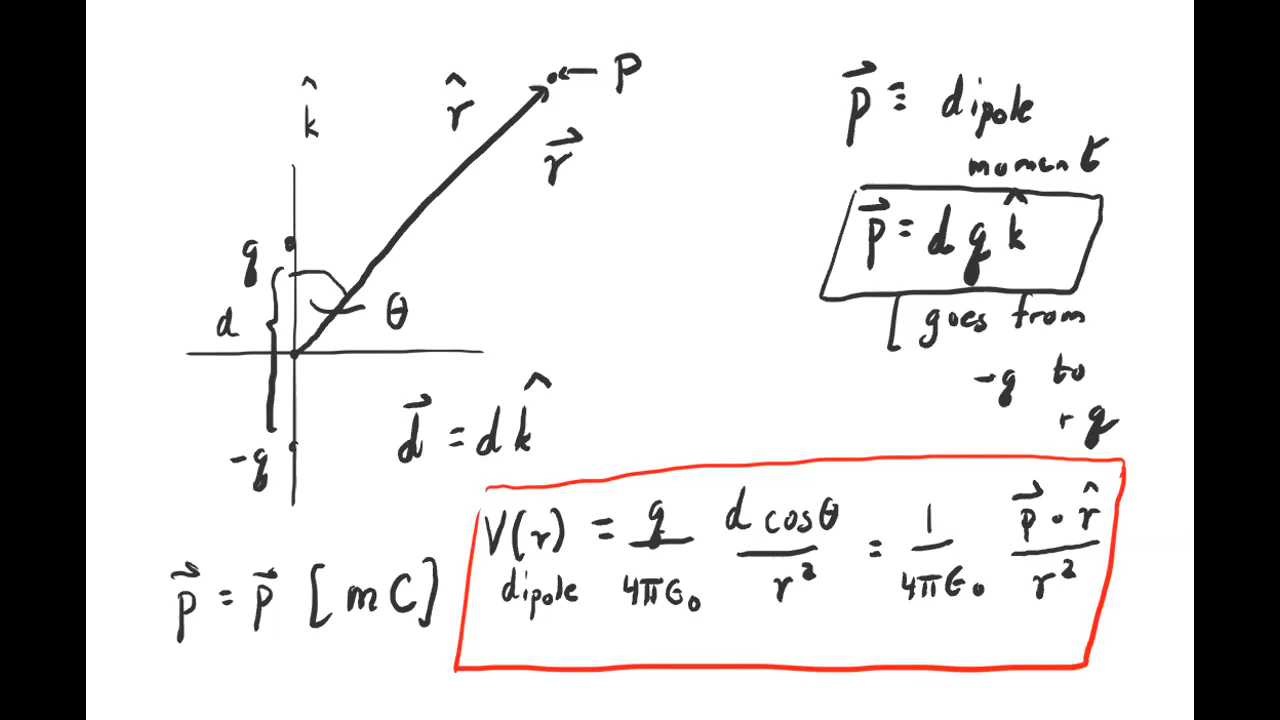 k̂
r̂
P
r⃗
q
d
θ
-q
d⃗ = d k̂
p⃗ ≡ dipole
moment
p⃗ = d q k̂
goes from
-q to
+q
p⃗ = p⃗ [mC]
V(r) = q/4πϵ₀ d cosθ/r² = 1/4πϵ₀ p⃗ · r̂/r²
dipole